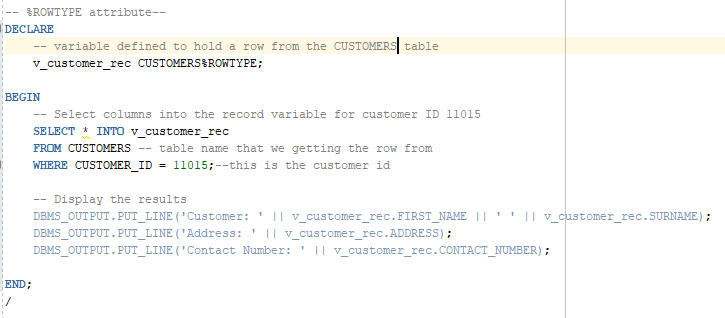 -- %ROWTYPE attribute--
DECLARE
-- variable defined to hold a row from the CUSTOMERS table
v_customer_rec CUSTOMERS%ROWTYPE;
BEGIN
-- Select columns into the record variable for customer ID 11015
SELECT * INTO v_customer_rec
FROM CUSTOMERS -- table name that we getting the row from
WHERE CUSTOMER_ID = 11015;--this is the customer id
-- Display the results
DBMS_OUTPUT.PUT_LINE('Customer: ' || v_customer_rec.FIRST_NAME || ' ' || v_customer_rec.SURNAME);
DBMS_OUTPUT.PUT_LINE('Address: ' || v_customer_rec.ADDRESS);
DBMS_OUTPUT.PUT_LINE('Contact Number: ' || v_customer_rec.CONTACT_NUMBER);
END;
/